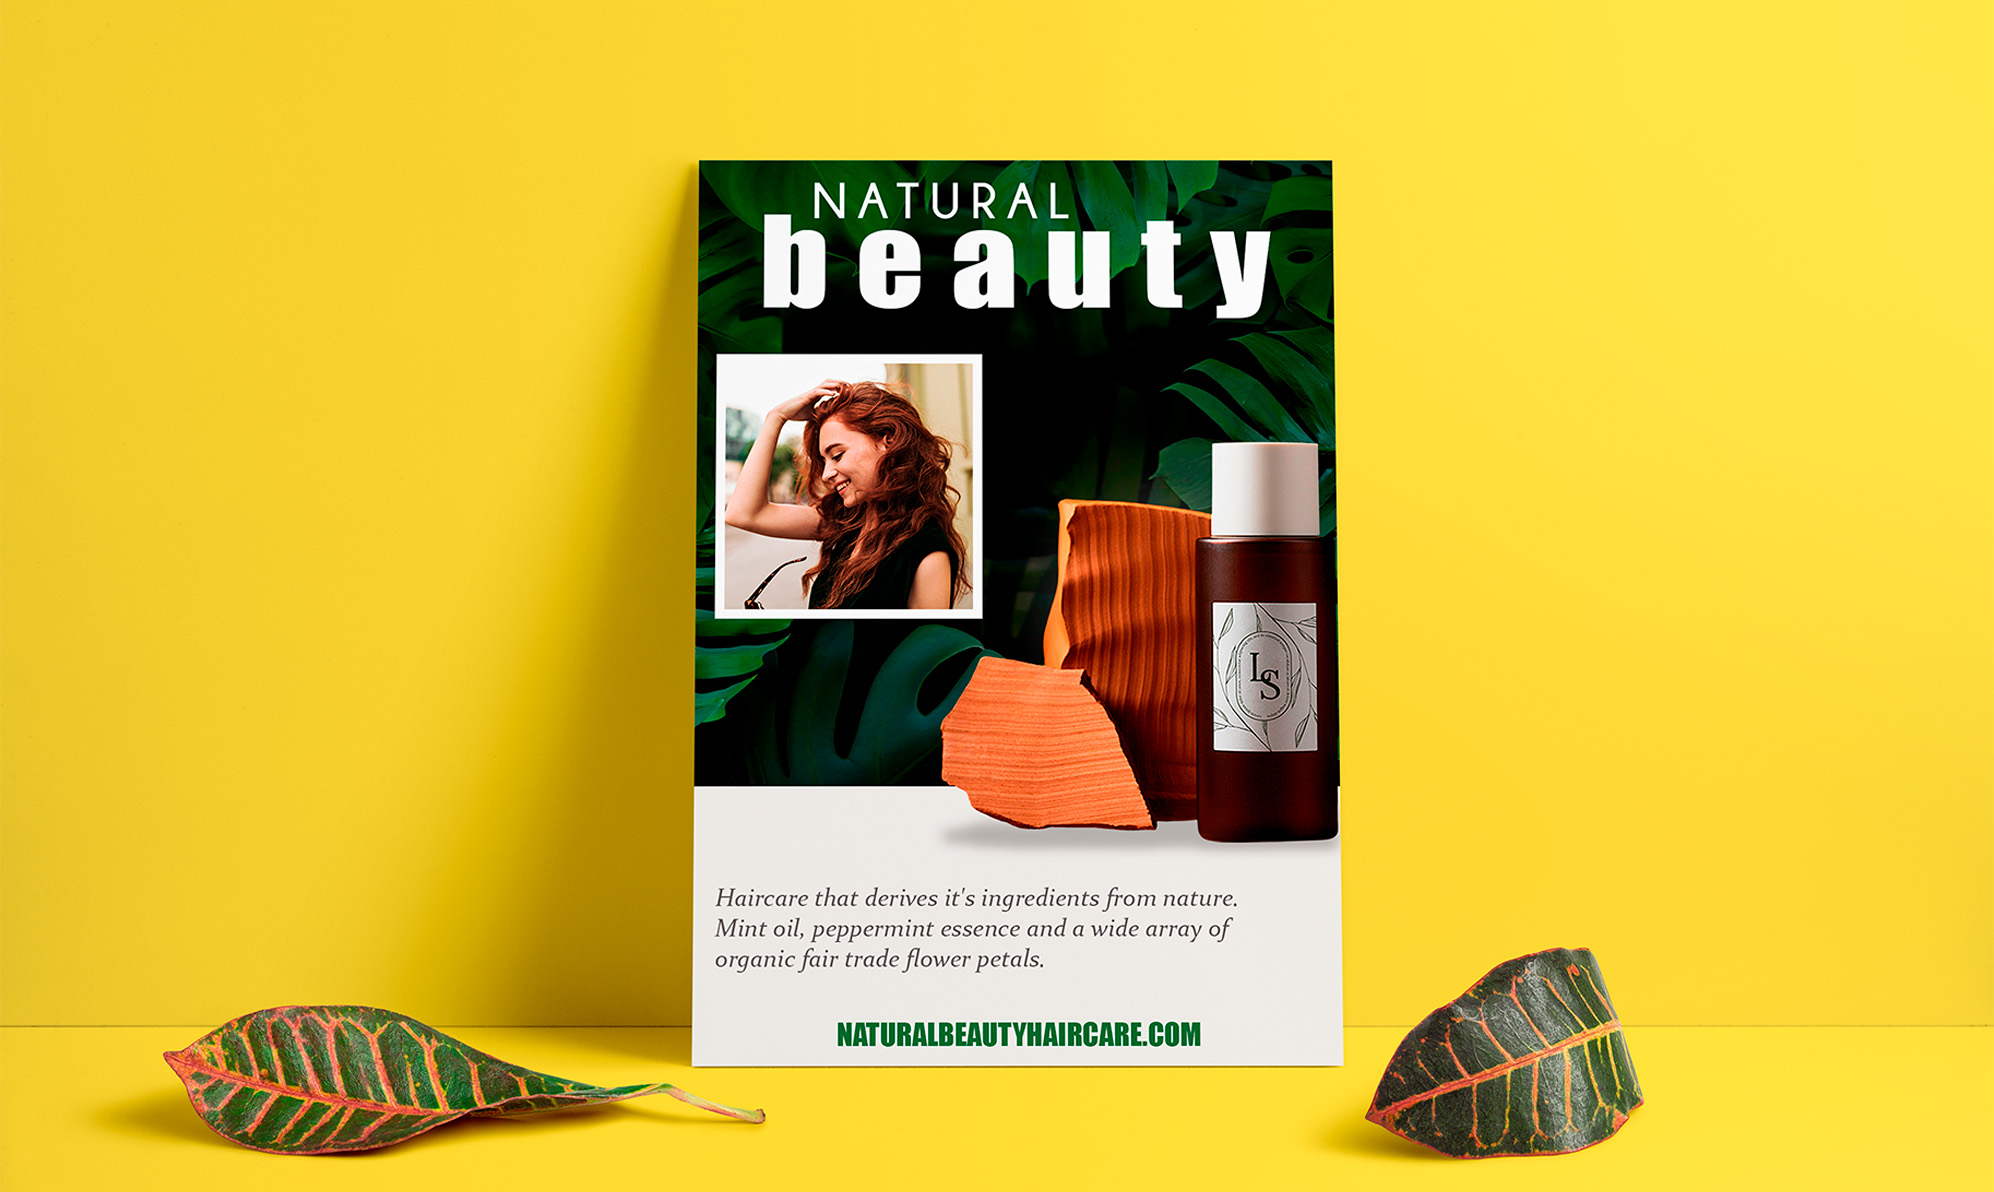 NATURAL
beauty
LS
Haircare that derives it's ingredients from nature.
Mint oil, peppermint essence and a wide array of
organic fair trade flower petals.
NATURALBEAUTYHAIRCARE.COM